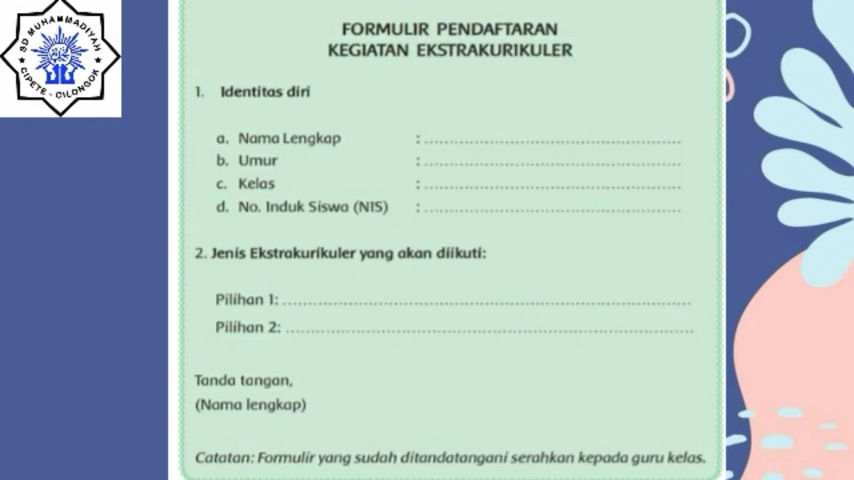 SD MUHAMMADIYAH
CIPETE - CILONGOK
FORMULIR PENDAFTARAN
KEGIATAN EKSTRAKURIKULER
1. Identitas diri
a. Nama Lengkap : ..................................................
b. Umur : ..................................................
c. Kelas : ..................................................
d. No. Induk Siswa (NIS) : ..................................................
2. Jenis Ekstrakurikuler yang akan diikuti:
Pilihan 1: ..................................................
Pilihan 2: ..................................................
Tanda tangan,
(Nama lengkap)
Catatan: Formulir yang sudah ditandatangani serahkan kepada guru kelas.